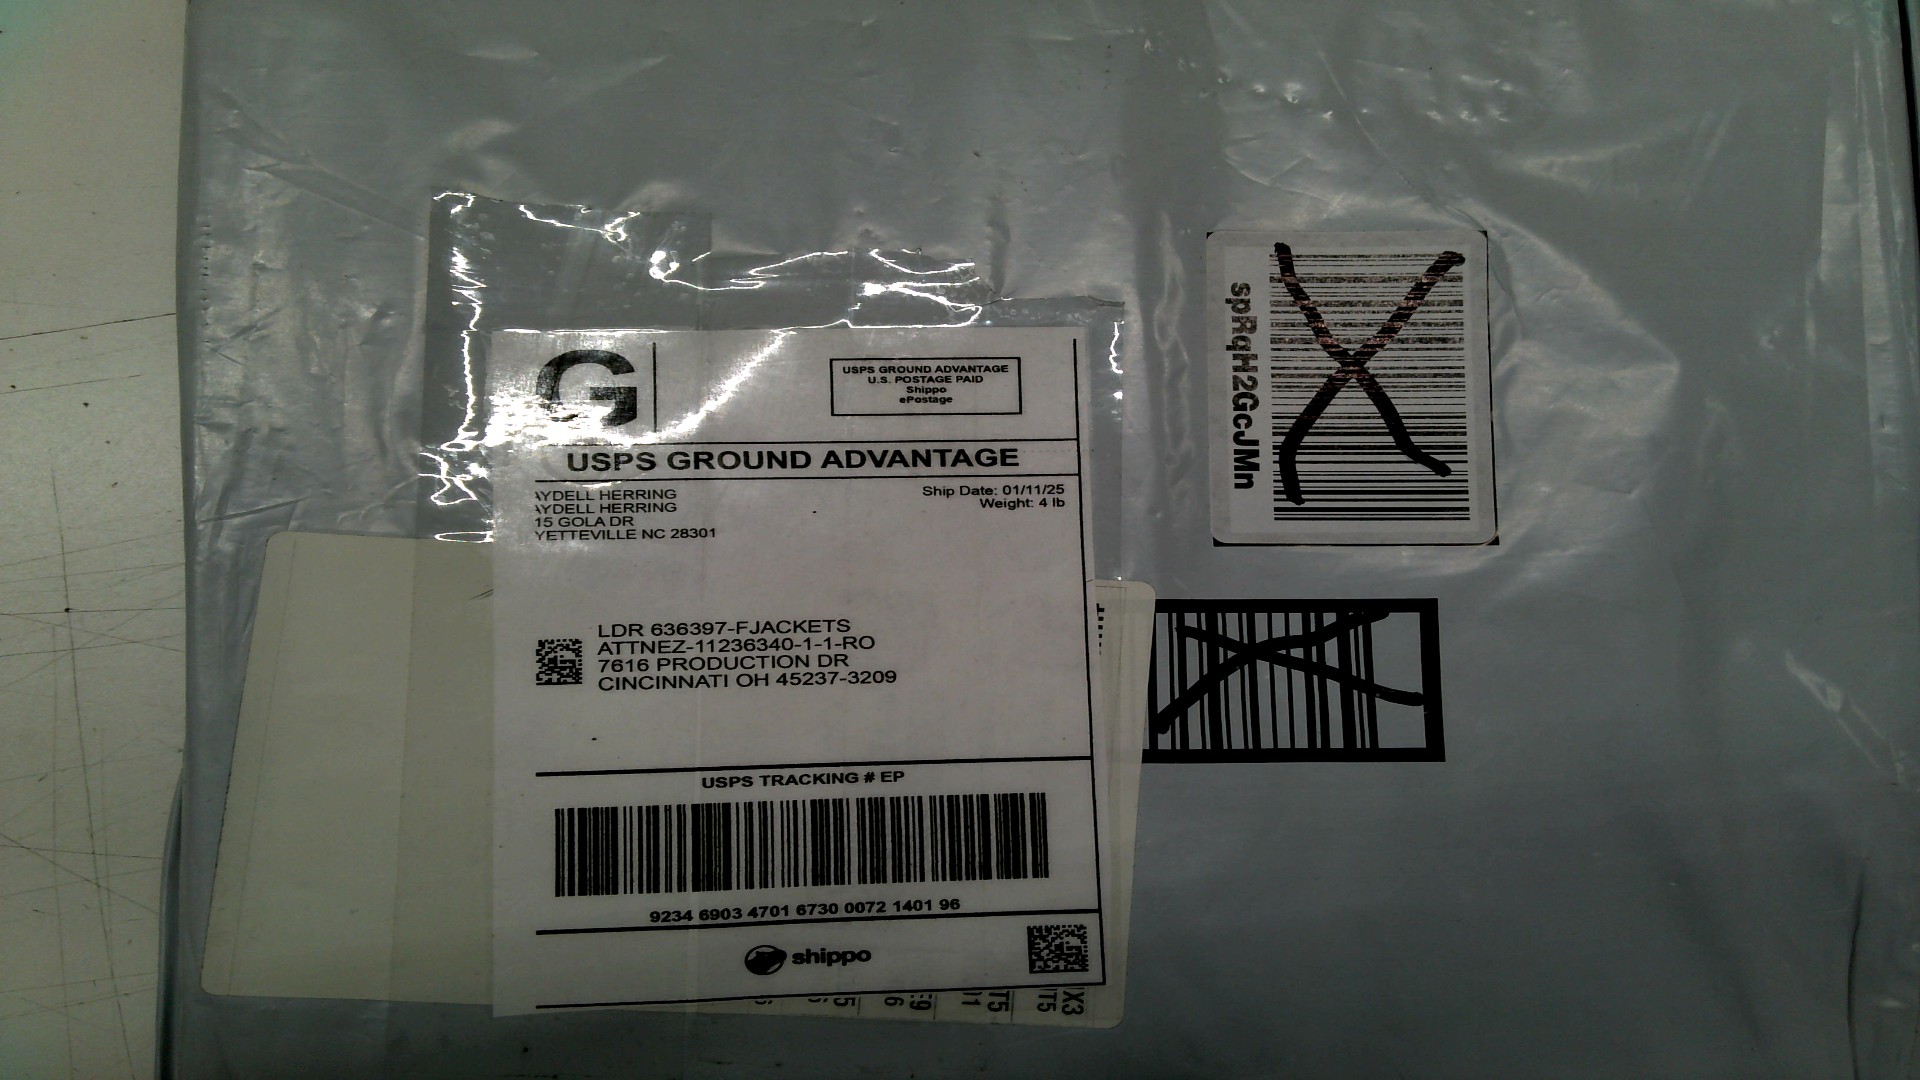 G
USPS GROUND ADVANTAGE
U.S. POSTAGE PAID
Shippo
ePostage
USPS GROUND ADVANTAGE
AYDELL HERRING
AYDELL HERRING
15 GOLA DR
YETTEVILLE NC 28301
Ship Date: 01/11/25
Weight: 4 lb
LDR 636397-FJACKETS
ATTNEZ-11236340-1-1-RO
7616 PRODUCTION DR
CINCINNATI OH 45237-3209
USPS TRACKING # EP
9234 6903 4701 6730 0072 1401 96
shippo
spRqH2GcJMn
X3
T5